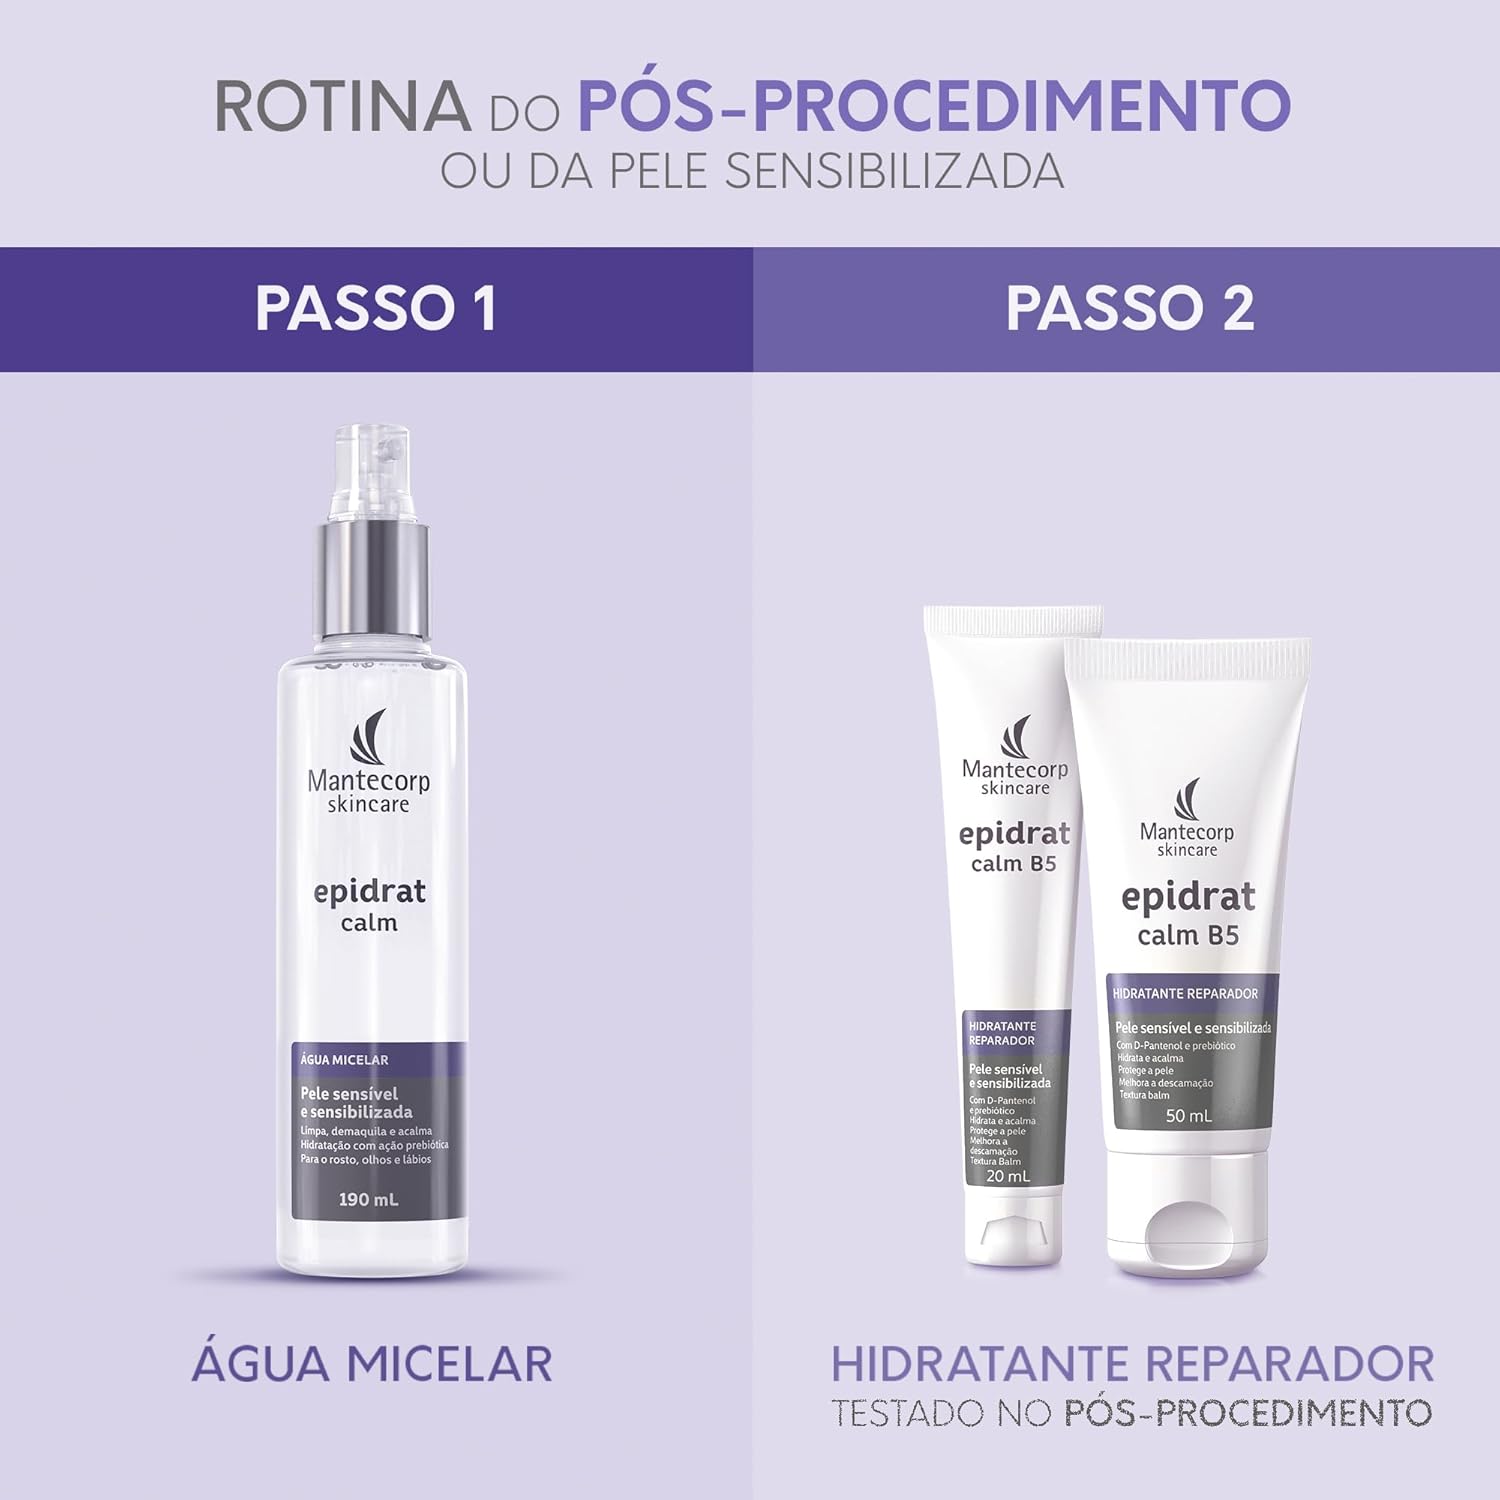 ROTINA DO PÓS-PROCEDIMENTO
OU DA PELE SENSIBILIZADA
PASSO 1
Mantecorp
skincare
epidrat
calm
ÁGUA MICELAR
Pele sensível
e sensibilizada
Limpa, demaquila e acalma
Hidratação com ação prebiótica
Para o rosto, olhos e lábios
190 mL
ÁGUA MICELAR
PASSO 2
Mantecorp
skincare
epidrat
calm B5
HIDRATANTE
REPARADOR
Pele sensível
e sensibilizada
Com D-Pantenol
e prebiótico
Hidrata e acalma
Protege a pele
Melhora a
descamação
Textura Balm
20 mL
Mantecorp
skincare
epidrat
calm B5
HIDRATANTE REPARADOR
Pele sensível e sensibilizada
Com D-Pantenol e prebiótico
Hidrata e acalma
Protege a pele
Melhora a descamação
Textura balm
50 mL
HIDRATANTE REPARADOR
TESTADO NO PÓS-PROCEDIMENTO